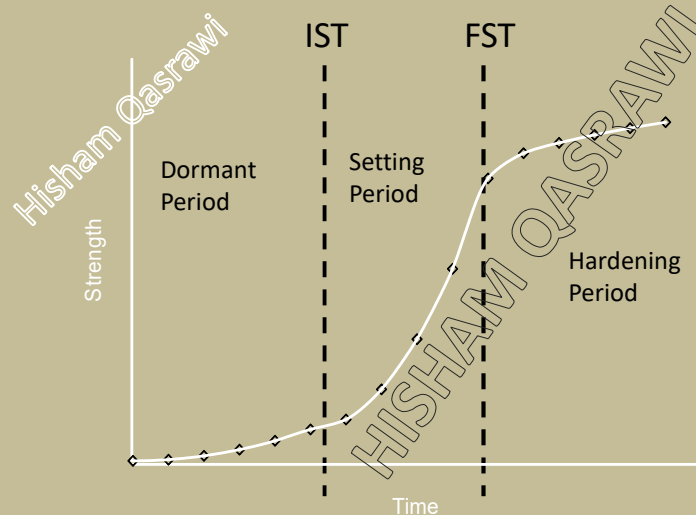 IST
FST
Hisham Qasrawi
Dormant
Period
Setting
Period
Strength
HISHAM QASRAWI
Hardening
Period
Time